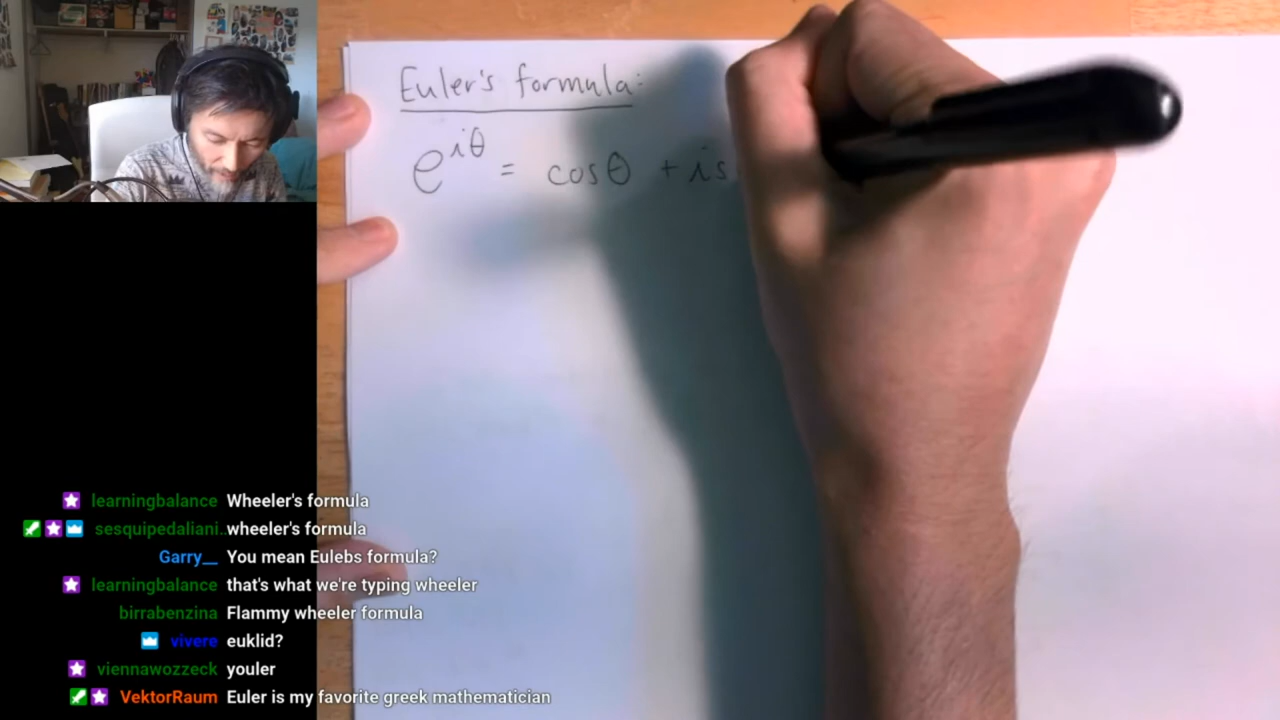 Euler's formula:
e^{iθ} = cosθ + is
learningbalance Wheeler's formula
sesquipedaliani.. wheeler's formula
Garry__ You mean Eulebs formula?
learningbalance that's what we're typing wheeler
birrabenzina Flammy wheeler formula
vivere euklid?
viennawozzeck youler
VektorRaum Euler is my favorite greek mathematician